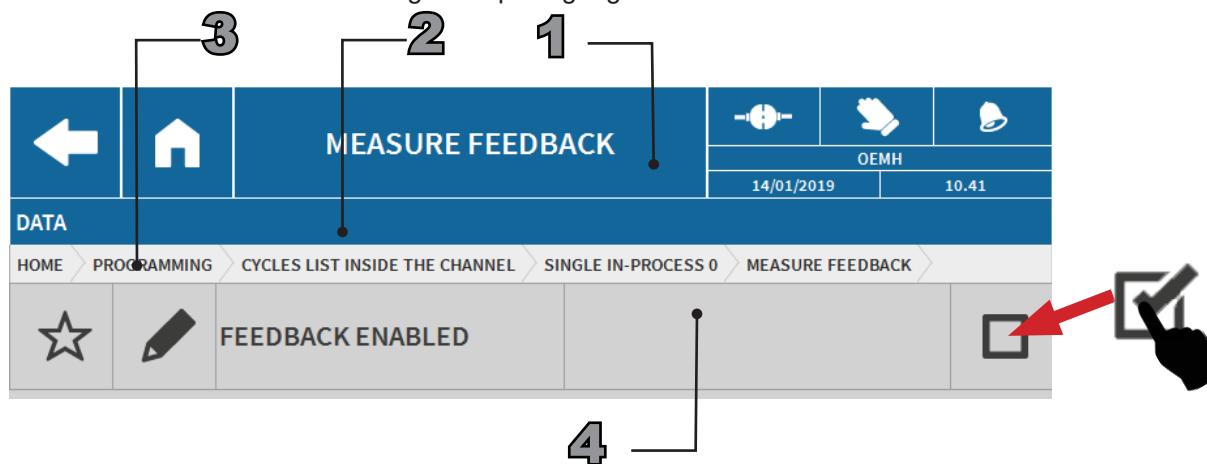 3 2 1
MEASURE FEEDBACK
OEMH
14/01/2019 10.41
DATA
HOME PROGRAMMING CYCLES LIST INSIDE THE CHANNEL SINGLE IN-PROCESS 0 MEASURE FEEDBACK
FEEDBACK ENABLED
4